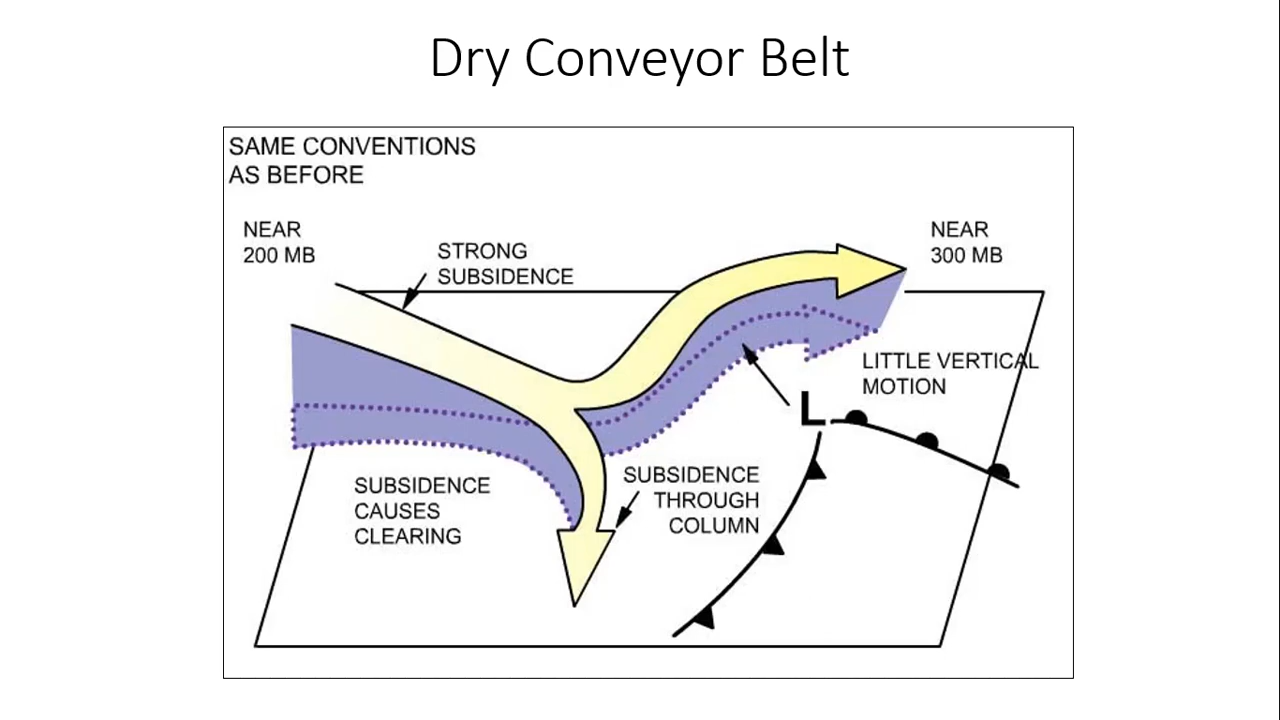 Dry Conveyor Belt
SAME CONVENTIONS
AS BEFORE
NEAR
200 MB
STRONG
SUBSIDENCE
NEAR
300 MB
LITTLE VERTICAL
MOTION
L
SUBSIDENCE
CAUSES
CLEARING
SUBSIDENCE
THROUGH
COLUMN